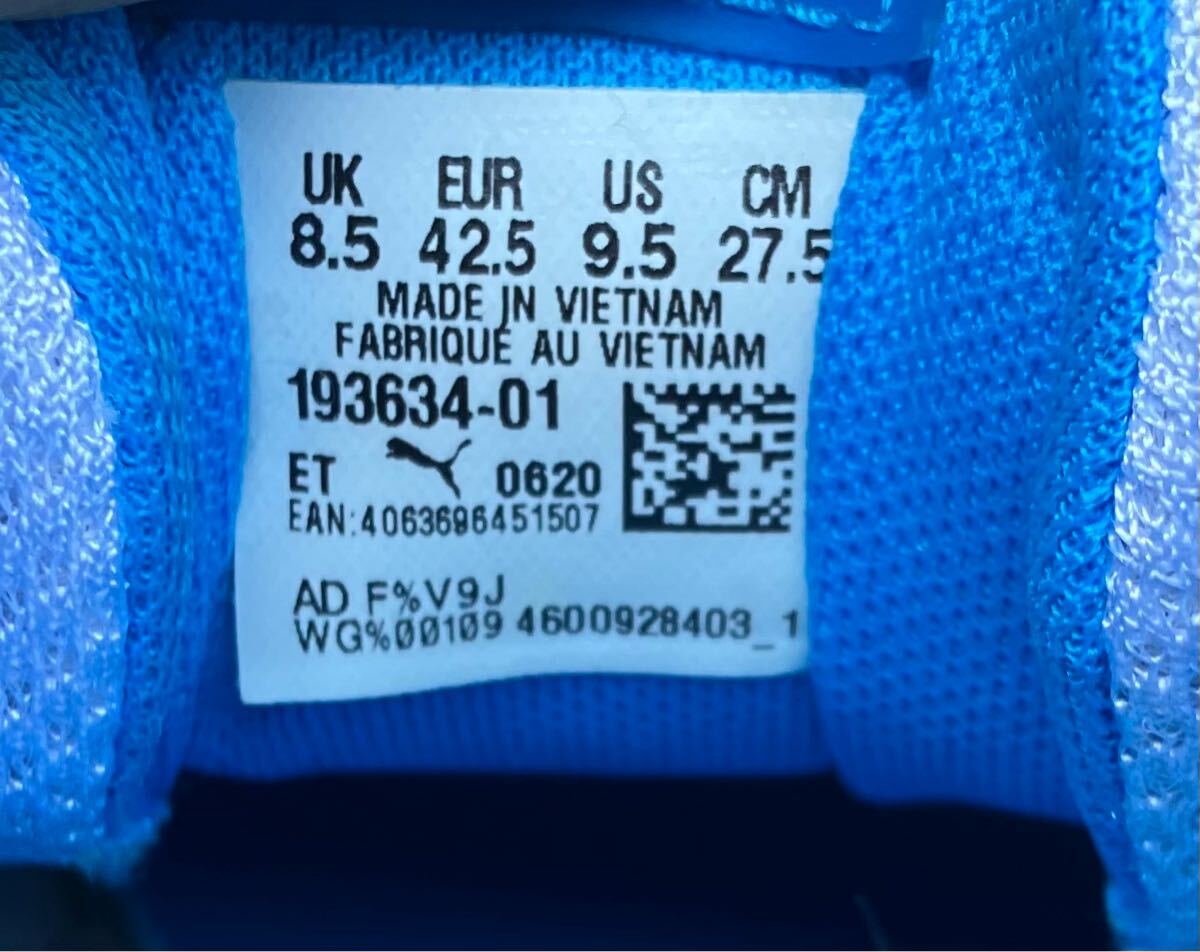 UK EUR US CM
8.5 42.5 9.5 27.5
MADE IN VIETNAM
FABRIQUÉ AU VIETNAM
193634-01
ET 0620
EAN:4063696451507
AD F%V9J
WG%00109 4600928403_1